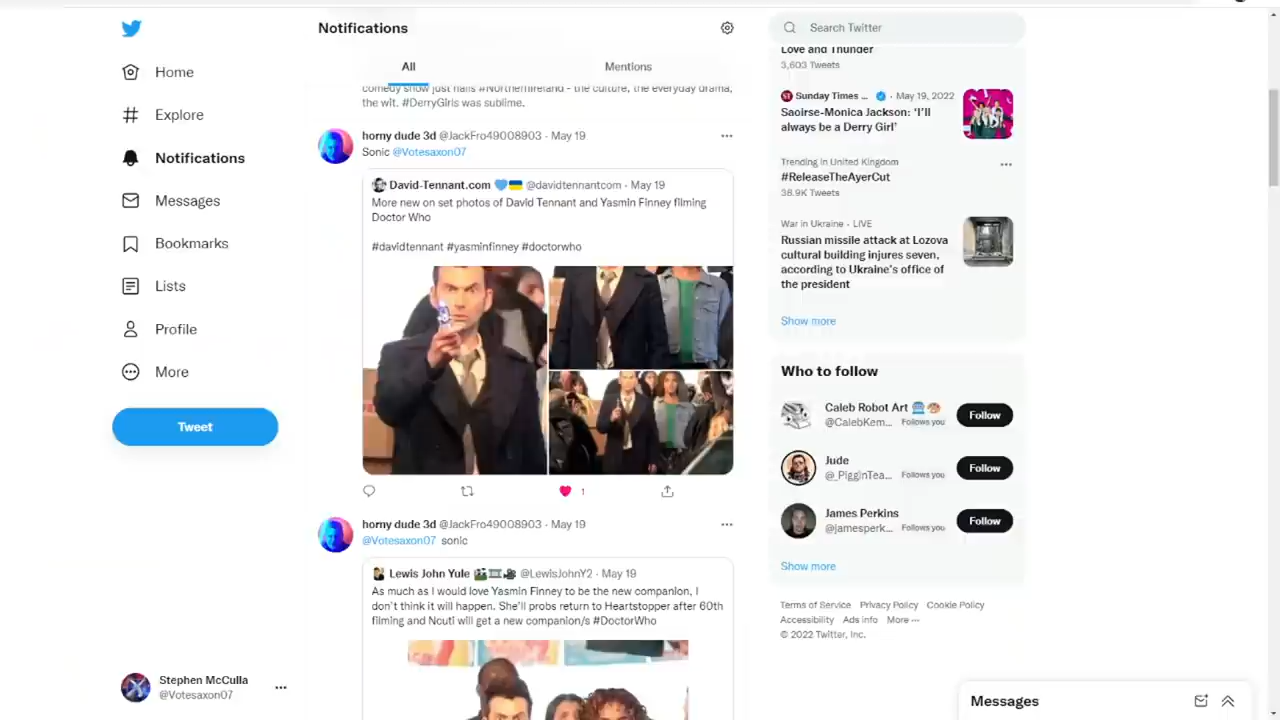 Home
Explore
Notifications
Messages
Bookmarks
Lists
Profile
More
Tweet
Stephen McCulla
@Votesaxon07
Notifications
All
Mentions
comedy show just nails #NorthernIreland - the culture, the everyday drama,
the wit. #DerryGirls was sublime.
horny dude 3d @JackFro49008903 · May 19
Sonic @Votesaxon07
David-Tennant.com @davidtennantcom · May 19
More new on set photos of David Tennant and Yasmin Finney filming
Doctor Who
#davidtennant #yasminfinney #doctorwho
1
horny dude 3d @JackFro49008903 · May 19
@Votesaxon07 sonic
Lewis John Yule @LewisJohnY2 · May 19
As much as I would love Yasmin Finney to be the new companion, I
don't think it will happen. She'll probs return to Heartstopper after 60th
filming and Ncuti will get a new companion/s #DoctorWho
Search Twitter
Love and Thunder
3,603 Tweets
Sunday Times ... · May 19, 2022
Saoirse-Monica Jackson: ‘I’ll
always be a Derry Girl’
Trending in United Kingdom
#ReleaseTheAyerCut
38.9K Tweets
War in Ukraine · LIVE
Russian missile attack at Lozova
cultural building injures seven,
according to Ukraine's office of
the president
Show more
Who to follow
Caleb Robot Art
@CalebKem... Follows you
Follow
Jude
@_PigginTea... Follows you
Follow
James Perkins
@jamesperk... Follows you
Follow
Show more
Terms of Service Privacy Policy Cookie Policy
Accessibility Ads info More ...
© 2022 Twitter, Inc.
Messages